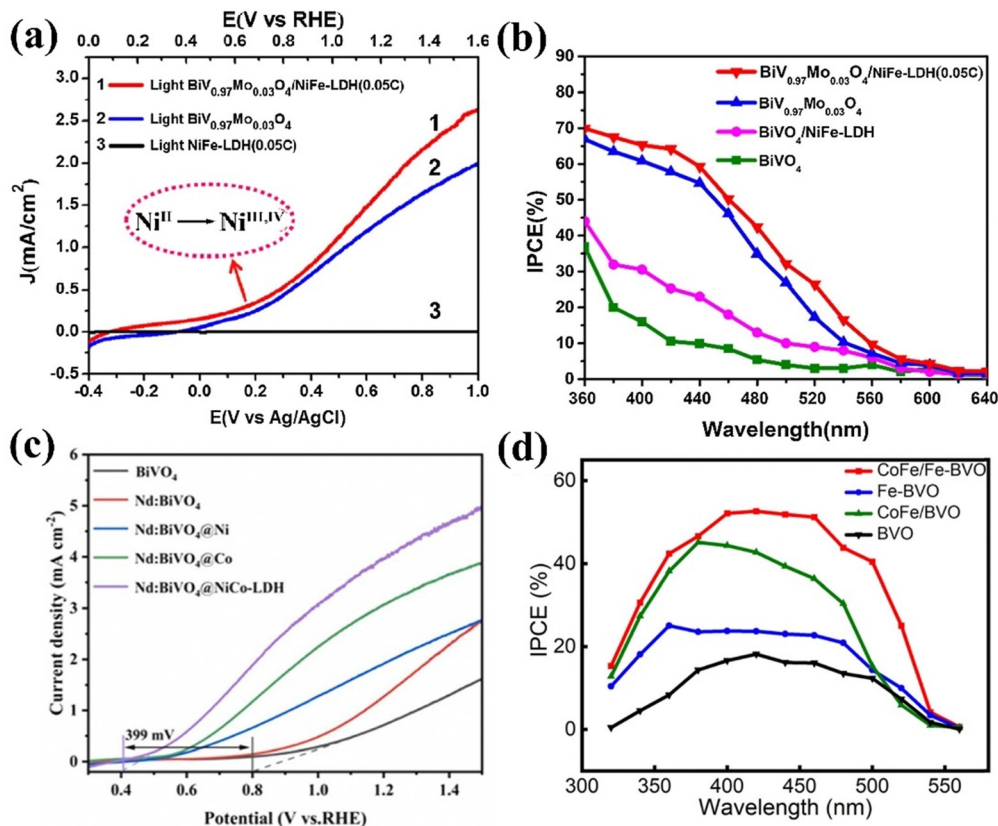 (a)
E(V vs RHE)
0.0 0.2 0.4 0.6 0.8 1.0 1.2 1.4 1.6
3.0
2.5
2.0
1.5
1.0
0.5
0.0
-0.5
J(mA/cm²)
1 Light BiV₀.₉₇Mo₀.₀₃O₄/NiFe-LDH(0.05C)
2 Light BiV₀.₉₇Mo₀.₀₃O₄
3 Light NiFe-LDH(0.05C)
1
2
Niᴵᴵ → Niᴵᴵᴵ,ᴵⱽ
3
-0.4 -0.2 0.0 0.2 0.4 0.6 0.8 1.0
E(V vs Ag/AgCl)
(b)
90
80
70
60
50
40
30
20
10
0
IPCE(%)
BiV₀.₉₇Mo₀.₀₃O₄/NiFe-LDH(0.05C)
BiV₀.₉₇Mo₀.₀₃O₄
BiVO₄/NiFe-LDH
BiVO₄
360 400 440 480 520 560 600 640
Wavelength(nm)
(c)
6
5
4
3
2
1
0
Current density (mA cm⁻²)
BiVO₄
Nd:BiVO₄
Nd:BiVO₄@Ni
Nd:BiVO₄@Co
Nd:BiVO₄@NiCo-LDH
399 mV
0.4 0.6 0.8 1.0 1.2 1.4
Potential (V vs.RHE)
(d)
60
40
20
0
IPCE (%)
CoFe/Fe-BVO
Fe-BVO
CoFe/BVO
BVO
300 350 400 450 500 550
Wavelength (nm)